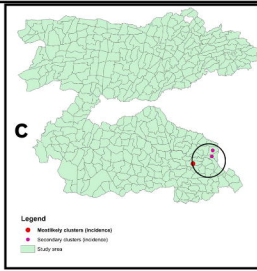 C
Legend
Mostlikely clusters (incidence)
Secondary clusters (incidence)
Study area